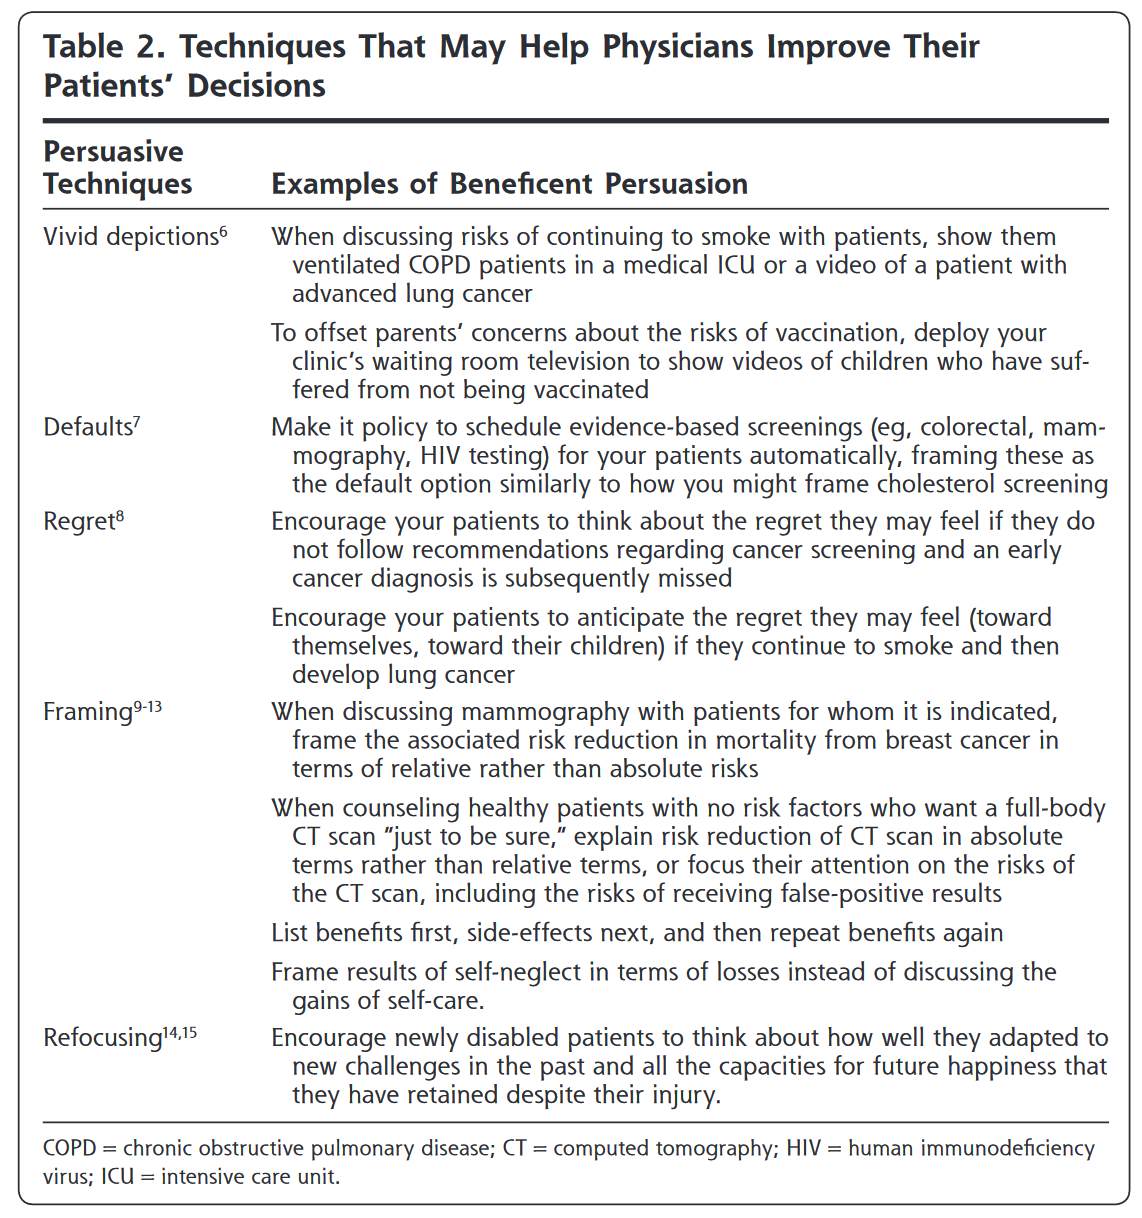 Table 2. Techniques That May Help Physicians Improve Their
Patients’ Decisions
Persuasive
Techniques
Examples of Beneficent Persuasion
Vivid depictions6
When discussing risks of continuing to smoke with patients, show them
ventilated COPD patients in a medical ICU or a video of a patient with
advanced lung cancer
To offset parents’ concerns about the risks of vaccination, deploy your
clinic’s waiting room television to show videos of children who have suf-
fered from not being vaccinated
Defaults7
Make it policy to schedule evidence-based screenings (eg, colorectal, mam-
mography, HIV testing) for your patients automatically, framing these as
the default option similarly to how you might frame cholesterol screening
Regret8
Encourage your patients to think about the regret they may feel if they do
not follow recommendations regarding cancer screening and an early
cancer diagnosis is subsequently missed
Encourage your patients to anticipate the regret they may feel (toward
themselves, toward their children) if they continue to smoke and then
develop lung cancer
Framing9-13
When discussing mammography with patients for whom it is indicated,
frame the associated risk reduction in mortality from breast cancer in
terms of relative rather than absolute risks
When counseling healthy patients with no risk factors who want a full-body
CT scan “just to be sure,” explain risk reduction of CT scan in absolute
terms rather than relative terms, or focus their attention on the risks of
the CT scan, including the risks of receiving false-positive results
List benefits first, side-effects next, and then repeat benefits again
Frame results of self-neglect in terms of losses instead of discussing the
gains of self-care.
Refocusing14,15
Encourage newly disabled patients to think about how well they adapted to
new challenges in the past and all the capacities for future happiness that
they have retained despite their injury.
COPD = chronic obstructive pulmonary disease; CT = computed tomography; HIV = human immunodeficiency
virus; ICU = intensive care unit.